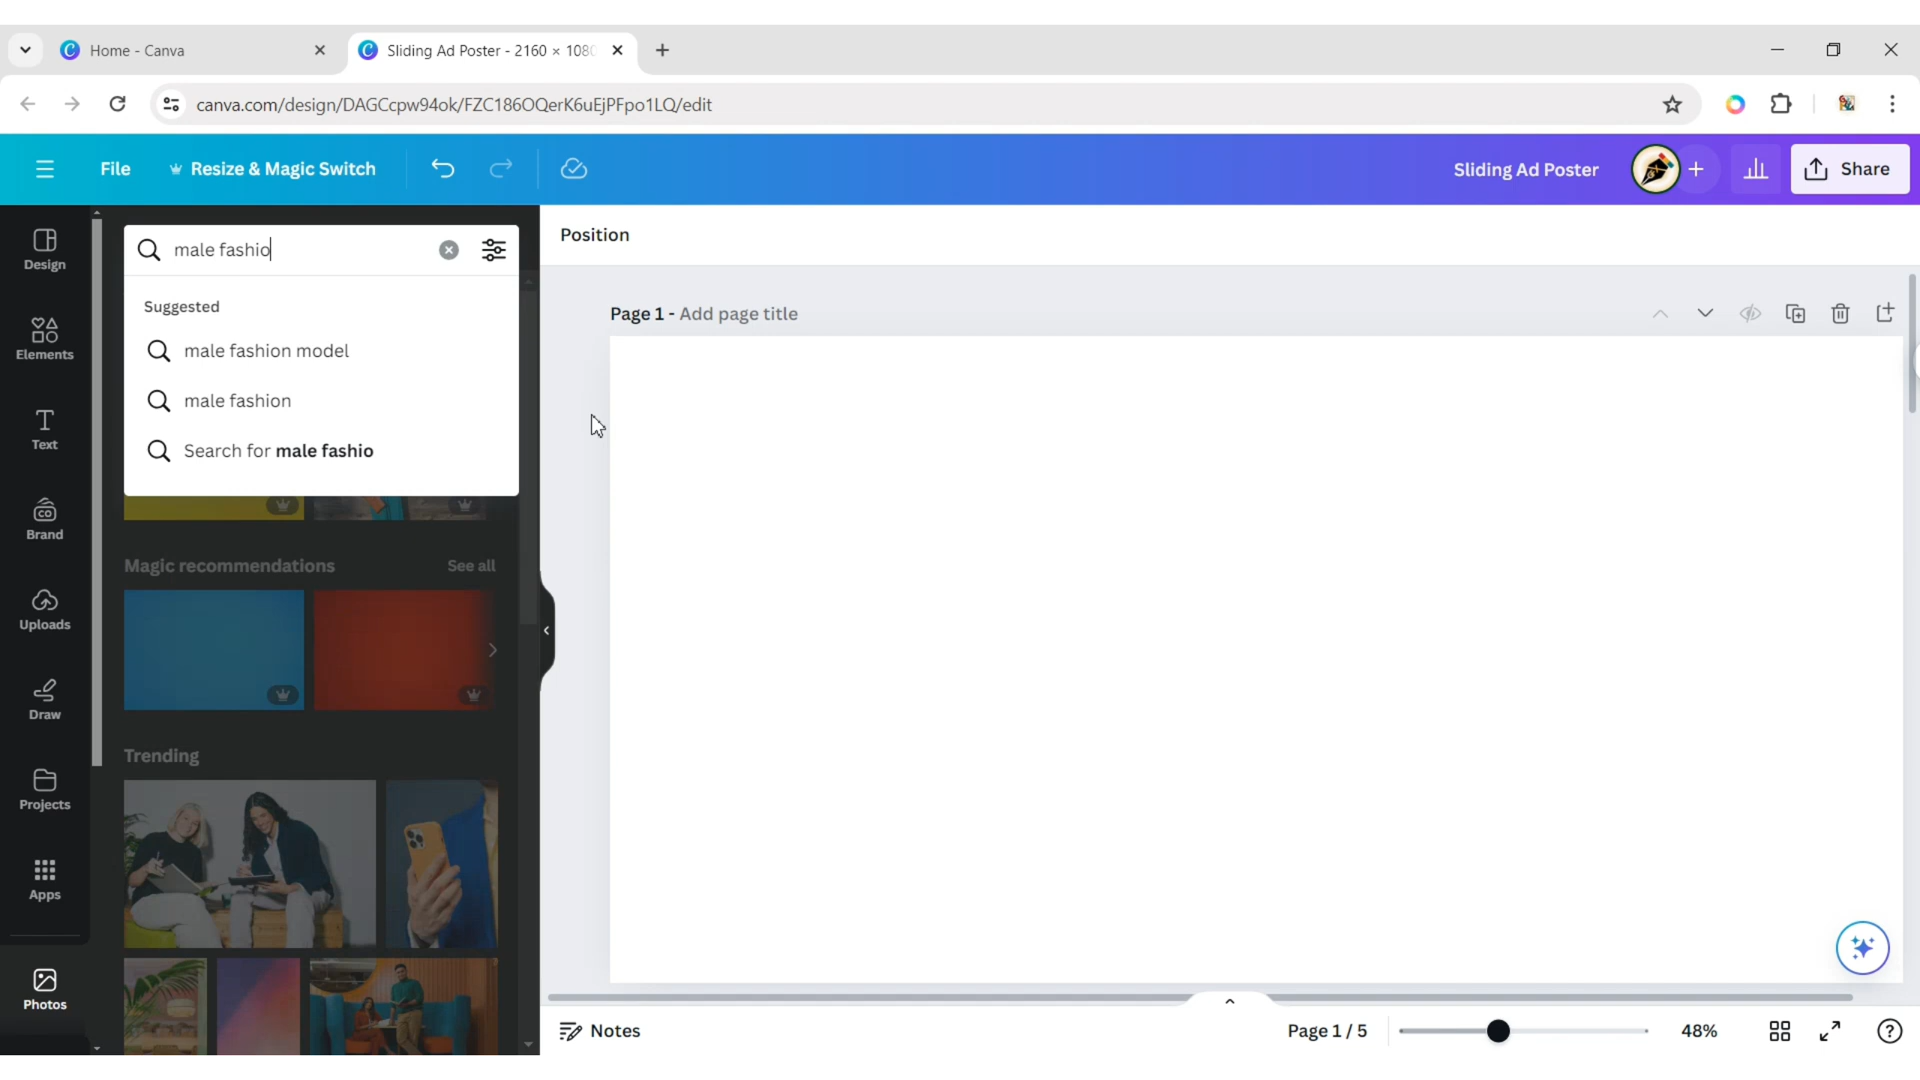 Home - Canva
Sliding Ad Poster - 2160 × 1080
canva.com/design/DAGCcpw94ok/FZC186OQerK6uEjPFpo1LQ/edit
File
Resize & Magic Switch
Sliding Ad Poster
Share
Design
Elements
Text
Brand
Uploads
Draw
Projects
Apps
Photos
male fashio
Suggested
male fashion model
male fashion
Search for male fashio
Magic recommendations
See all
Trending
Position
Page 1 - Add page title
Notes
Page 1 / 5
48%